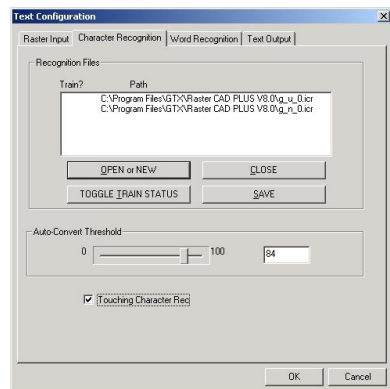 Text Configuration
Raster Input Character Recognition Word Recognition Text Output
Recognition Files
Train? Path
C:\Program Files\GTX\Raster CAD PLUS V8.0\g_u_0.icr
C:\Program Files\GTX\Raster CAD PLUS V8.0\g_n_0.icr
OPEN or NEW CLOSE
TOGGLE TRAIN STATUS SAVE
Auto-Convert Threshold
0 100 84
Touching Character Rec
OK Cancel